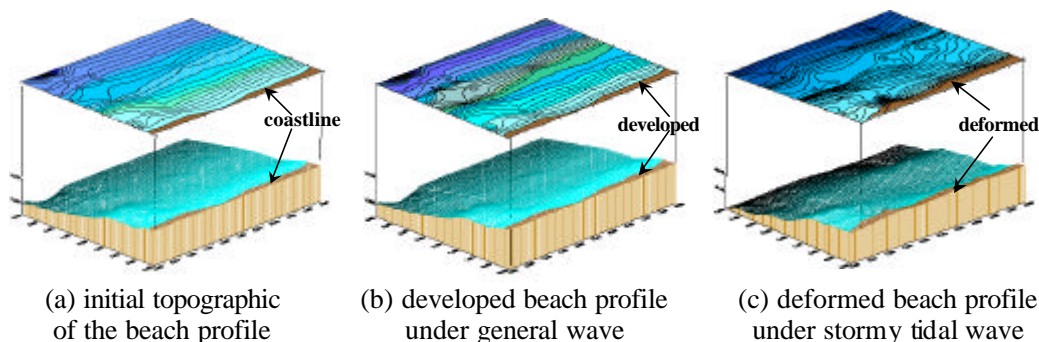 coastline
developed
deformed
(a) initial topographic
of the beach profile
(b) developed beach profile
under general wave
(c) deformed beach profile
under stormy tidal wave